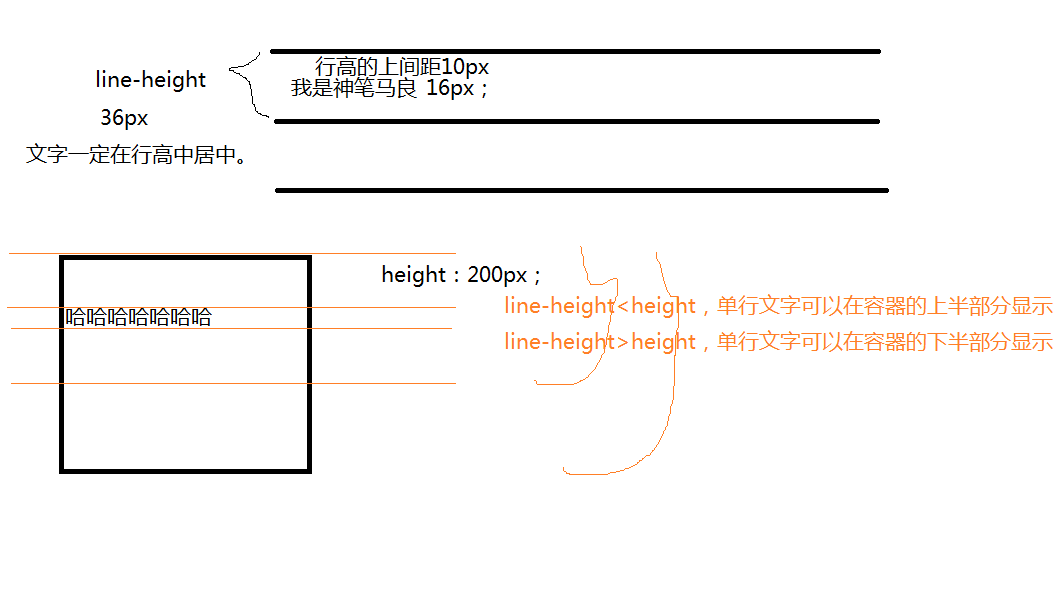 行高的上间距10px
line-height
我是神笔马良 16px；
36px
文字一定在行高中居中。
height：200px；
line-height<height，单行文字可以在容器的上半部分显示
哈哈哈哈哈哈哈
line-height>height，单行文字可以在容器的下半部分显示